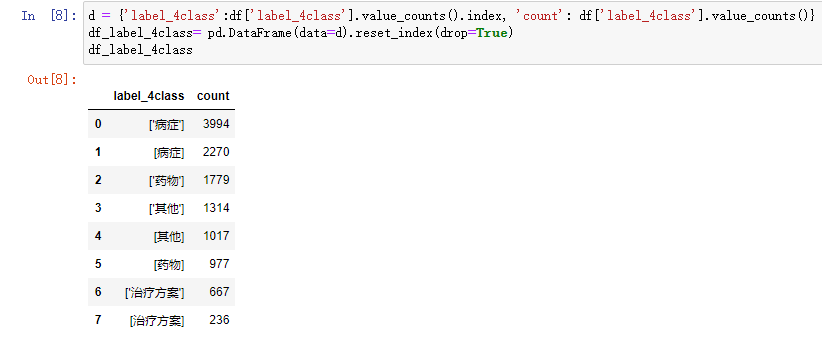 In [8]: d = {'label_4class':df['label_4class'].value_counts().index, 'count': df['label_4class'].value_counts()}
df_label_4class= pd.DataFrame(data=d).reset_index(drop=True)
df_label_4class
Out[8]:
label_4class count
0 ['病症'] 3994
1 [病症] 2270
2 ['药物'] 1779
3 ['其他'] 1314
4 [其他] 1017
5 [药物] 977
6 ['治疗方案'] 667
7 [治疗方案] 236